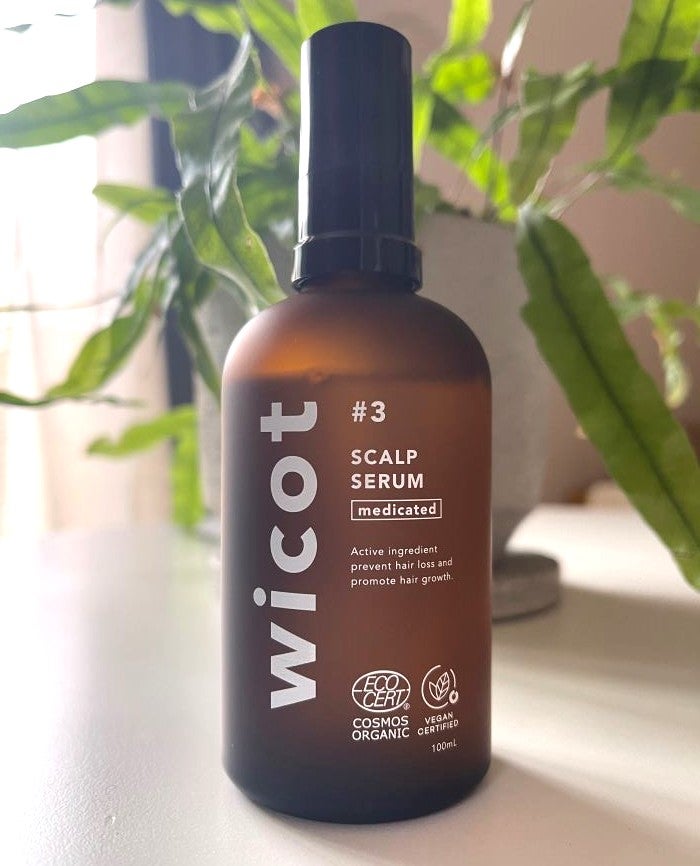 wicot
#3
SCALP
SERUM
medicated
Active ingredient
prevent hair loss and
promote hair growth.
ECO
CERT®
COSMOS
ORGANIC
VEGAN
CERTIFIED
100mL